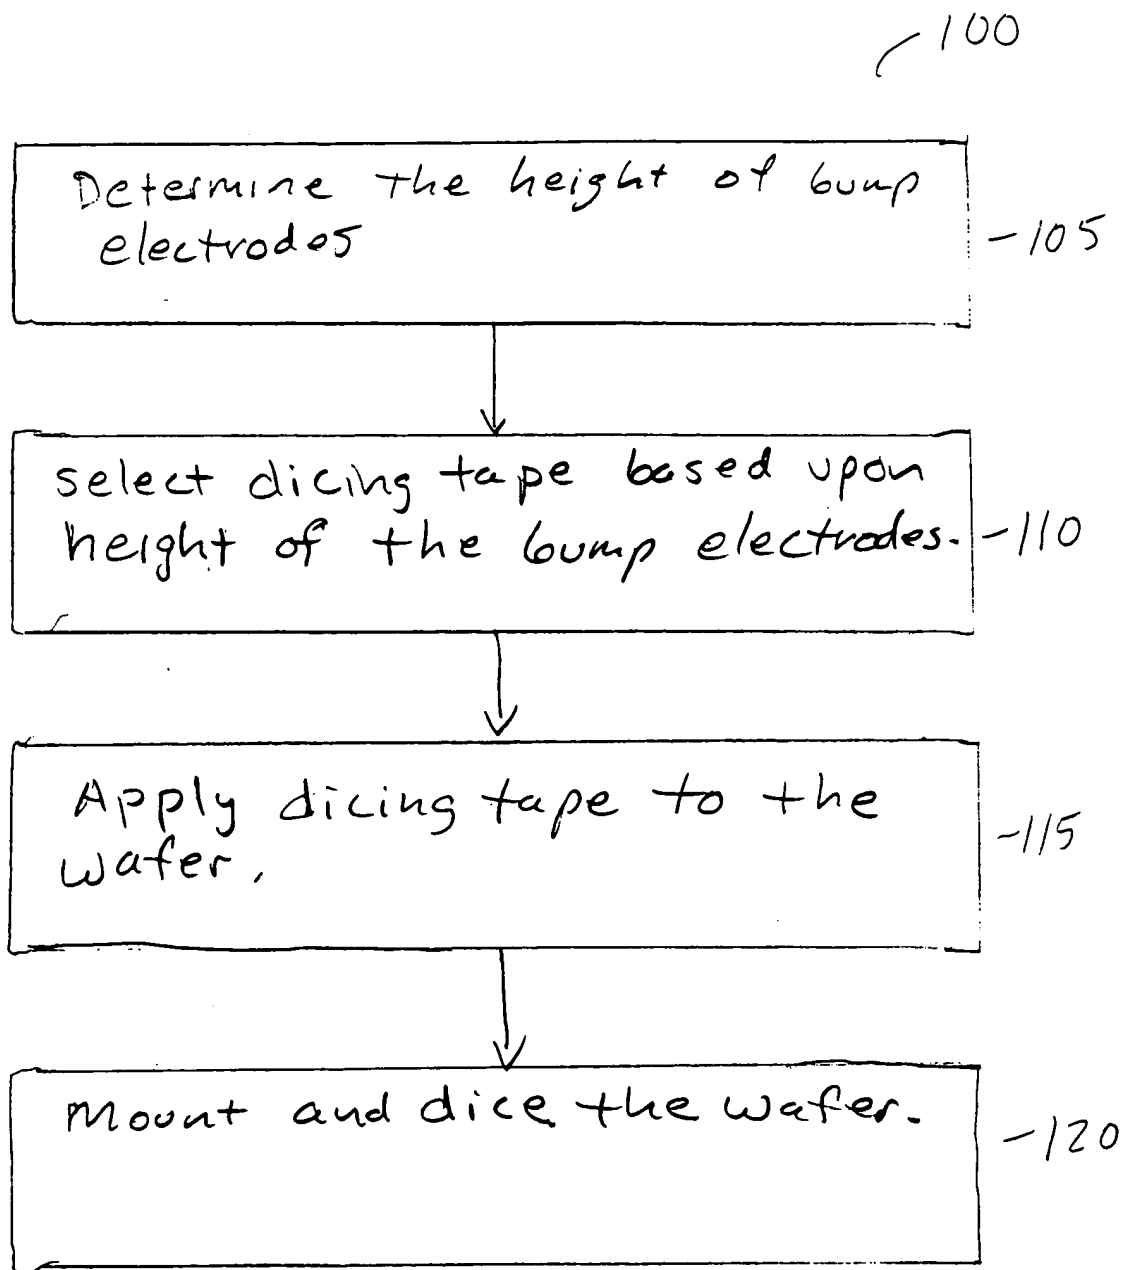 100
Determine the height of bump
electrodes
-105
select dicing tape based upon
height of the bump electrodes.
-110
Apply dicing tape to the
wafer.
-115
Mount and dice the wafer.
-120